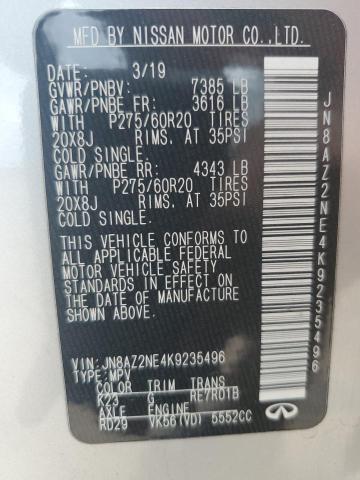 MFD BY NISSAN MOTOR CO.,LTD.
DATE: 3/19
GVWR/PNBV: 7385 LB
GAWR/PNBE FR: 3616 LB
WITH P275/60R20 TIRES
20X8J RIMS. AT 35PSI
COLD SINGLE.
GAWR/PNBE RR: 4343 LB
WITH P275/60R20 TIRES
20X8J RIMS. AT 35PSI
COLD SINGLE.
THIS VEHICLE CONFORMS TO
ALL APPLICABLE FEDERAL
MOTOR VEHICLE SAFETY
STANDARDS IN EFFECT ON
THE DATE OF MANUFACTURE
SHOWN ABOVE.
VIN:JN8AZ2NE4K9235496
TYPE:MPV
COLOR TRIM TRANS
K23 G RE7R01B
AXLE ENGINE
RD29 VK56(VD) 5552CC
JN8AZ2NE4K9235496